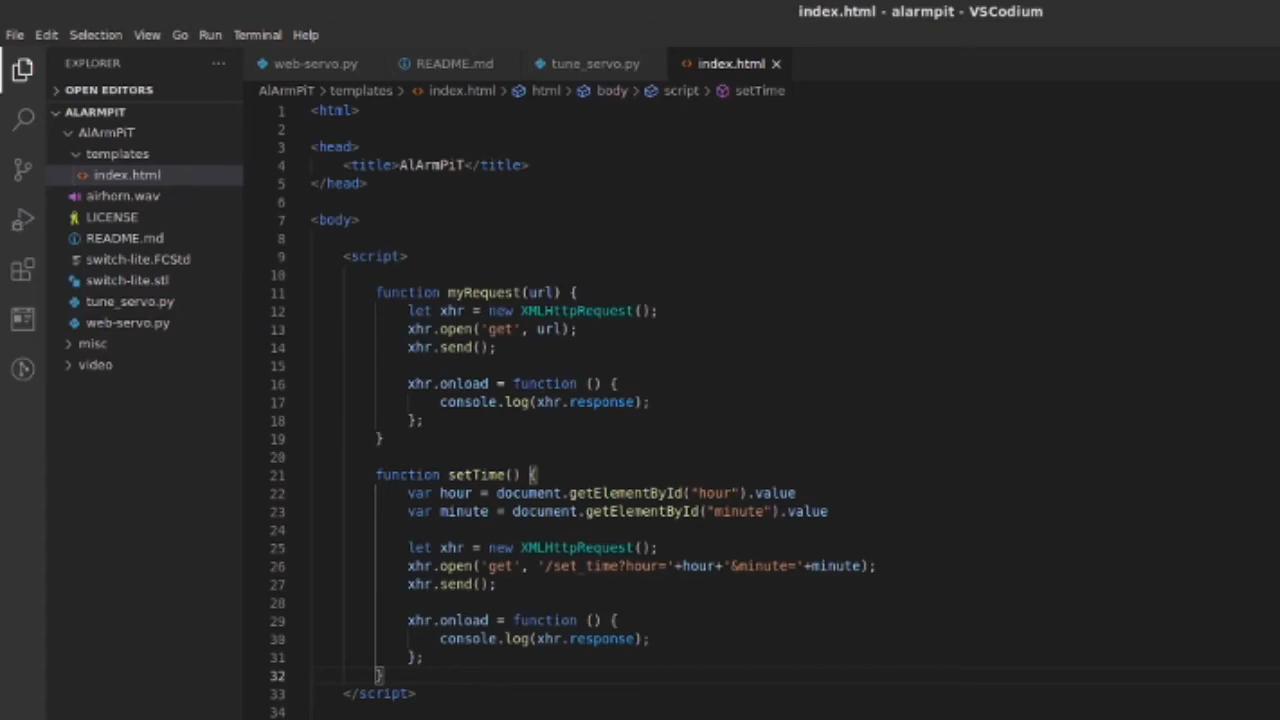 index.html - alarmpit - VSCodium
File Edit Selection View Go Run Terminal Help
EXPLORER ···
OPEN EDITORS
ALARMPIT
AlArmPiT
templates
index.html
airhorn.wav
LICENSE
README.md
switch-lite.FCStd
switch-lite.stl
tune_servo.py
web-servo.py
misc
video
web-servo.py README.md tune_servo.py index.html ×
AlArmPiT > templates > index.html > html > body > script > setTime
1 <html>
2
3 <head>
4 <title>AlArmPiT</title>
5 </head>
6
7 <body>
8
9 <script>
10
11 function myRequest(url) {
12 let xhr = new XMLHttpRequest();
13 xhr.open('get', url);
14 xhr.send();
15
16 xhr.onload = function () {
17 console.log(xhr.response);
18 };
19 }
20
21 function setTime() {
22 var hour = document.getElementById("hour").value
23 var minute = document.getElementById("minute").value
24
25 let xhr = new XMLHttpRequest();
26 xhr.open('get', '/set_time?hour='+hour+'&minute='+minute);
27 xhr.send();
28
29 xhr.onload = function () {
30 console.log(xhr.response);
31 };
32 }
33 </script>
34